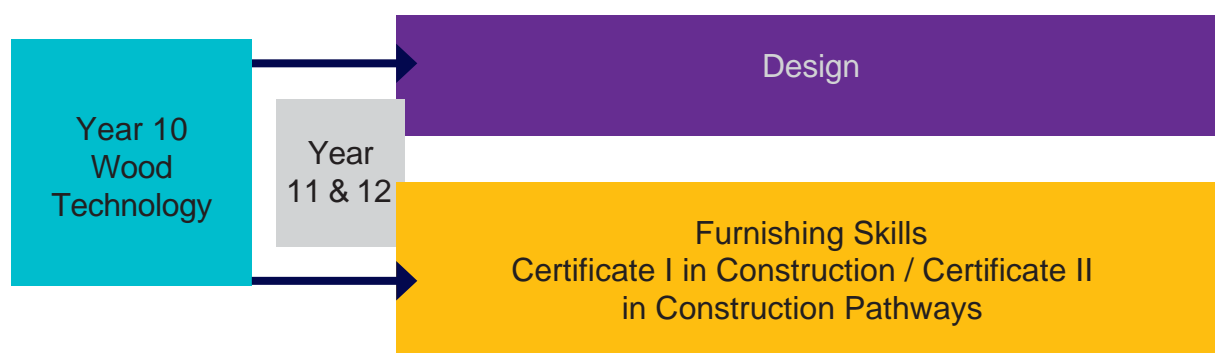 Year 10
Wood
Technology
Year
11 & 12
Design
Furnishing Skills
Certificate I in Construction / Certificate II
in Construction Pathways